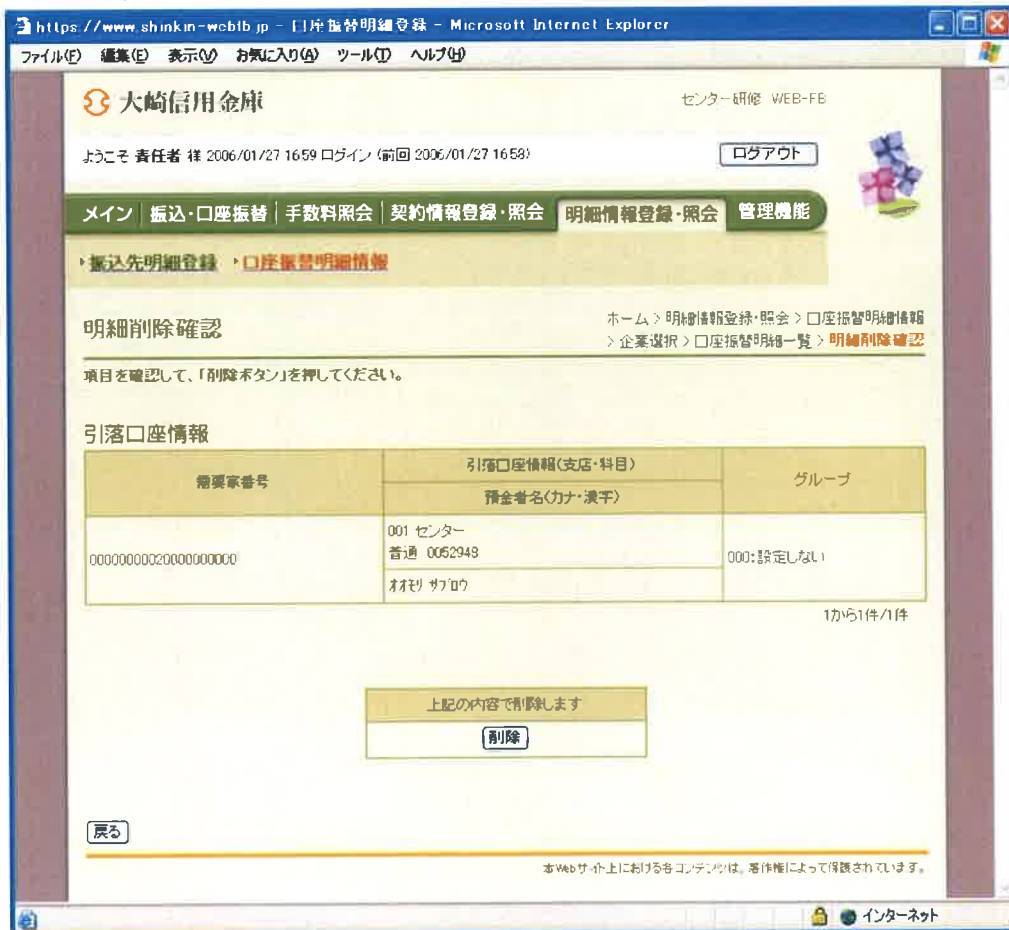 https://www.shinkin-webfb.jp - 口座振替明細登録 - Microsoft Internet Explorer
ファイル(F) 編集(E) 表示(V) お気に入り(A) ツール(T) ヘルプ(H)
大崎信用金庫
センター研修 WEB-FB
ようこそ 責任者 様 2006/01/27 16:59 ログイン (前回 2006/01/27 16:58)
ログアウト
メイン 振込・口座振替 手数料照会 契約情報登録・照会 明細情報登録・照会 管理機能
振込先明細登録 口座振替明細情報
明細削除確認
ホーム > 明細情報登録・照会 > 口座振替明細情報
> 企業選択 > 口座振替明細一覧 > 明細削除確認
項目を確認して、「削除ボタン」を押してください。
引落口座情報
需要家番号
引落口座情報(支店・科目)
預金者名(カナ・漢字)
グループ
00000000020000000000
001 センター
普通 0052948
オオモリ サブロウ
000:設定しない
1から1件/1件
上記の内容で削除します
削除
戻る
本Webサイト上における各コンテンツは、著作権によって保護されています。
インターネット